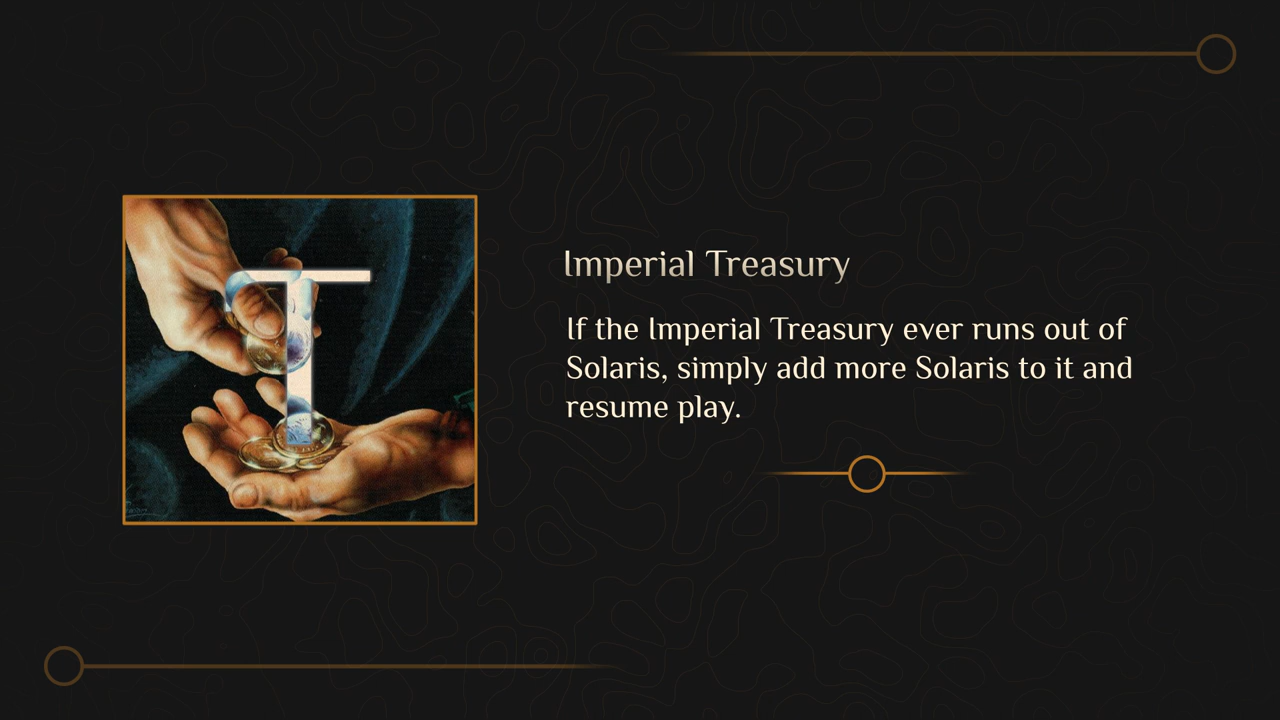 T
Imperial Treasury
If the Imperial Treasury ever runs out of
Solaris, simply add more Solaris to it and
resume play.